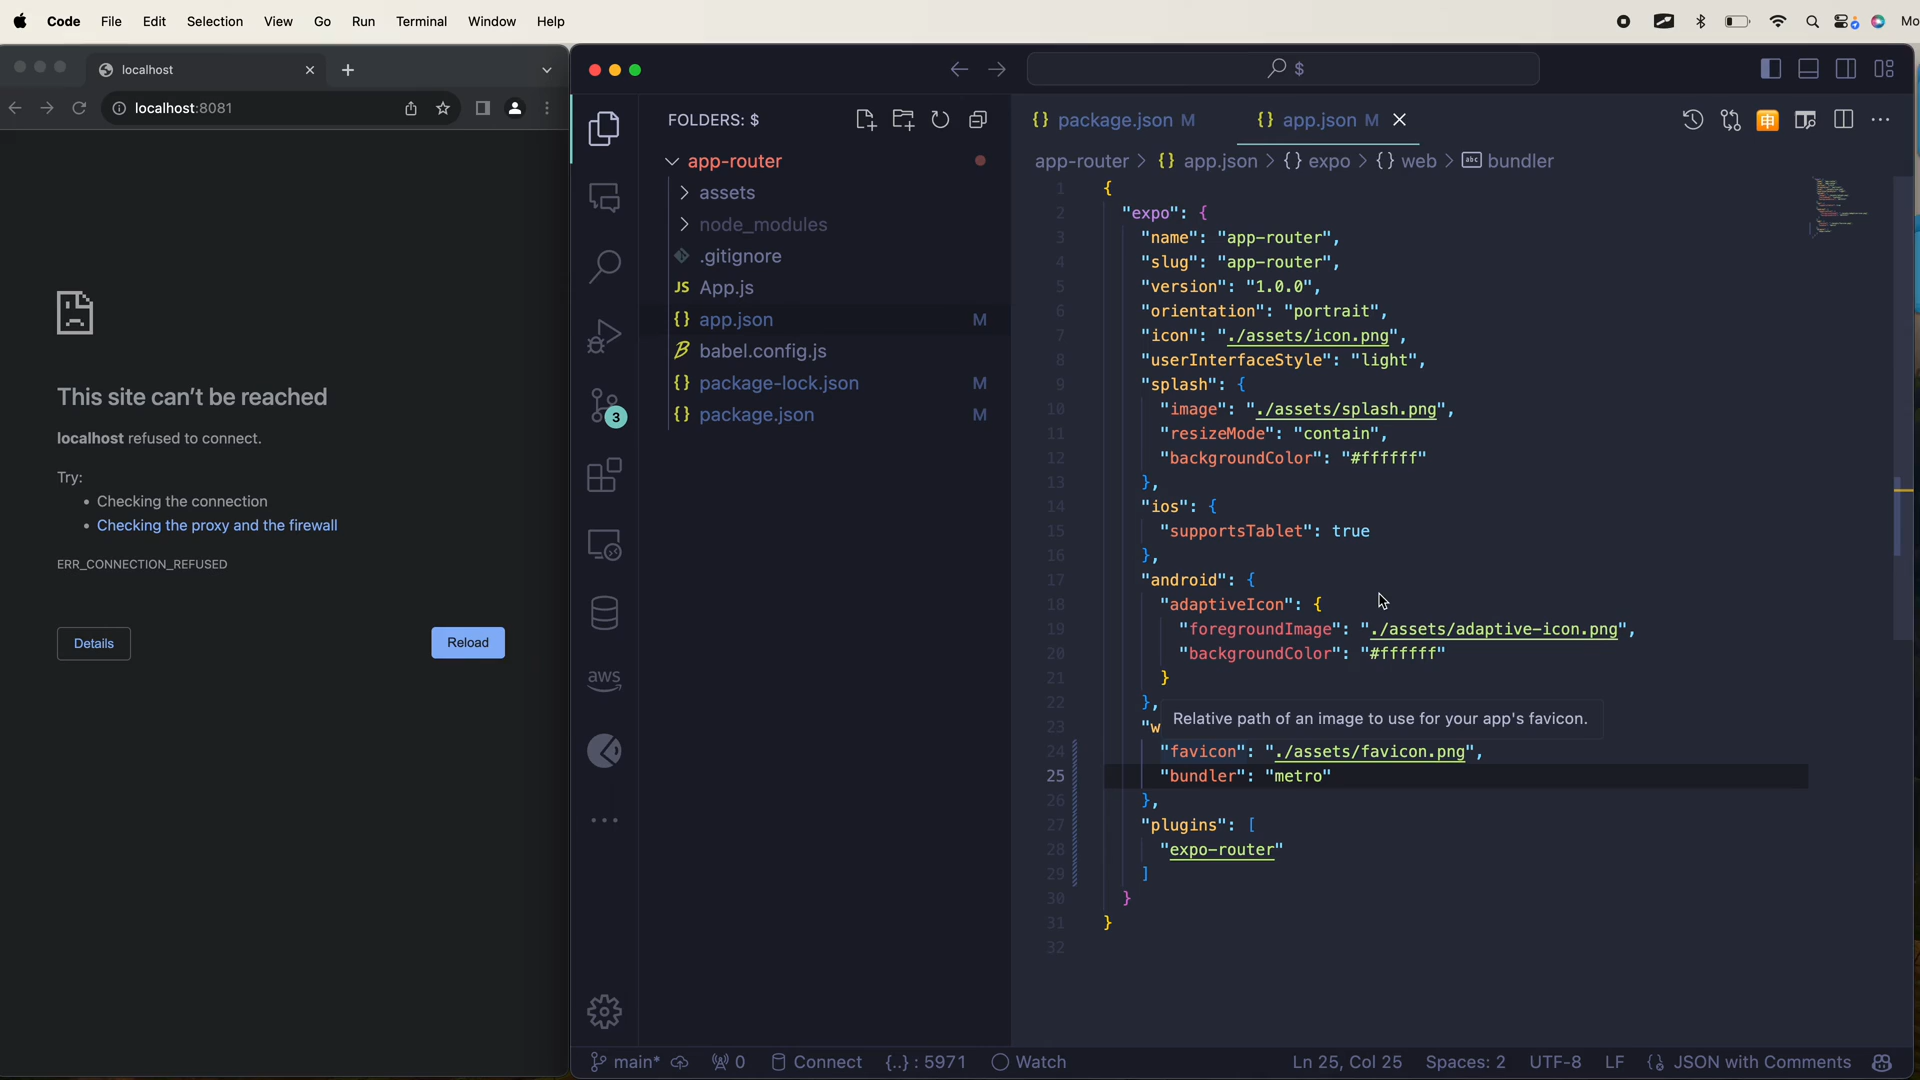 Code File Edit Selection View Go Run Terminal Window Help Mo
localhost
localhost:8081
This site can't be reached
localhost refused to connect.
Try:
• Checking the connection
• Checking the proxy and the firewall
ERR_CONNECTION_REFUSED
Details
Reload
$
FOLDERS: $
app-router
assets
node_modules
.gitignore
JS App.js
{} app.json M
babel.config.js
{} package-lock.json M
{} package.json M
3
aws
{} package.json M
{} app.json M
申
app-router > {} app.json > {} expo > {} web > abc bundler
1 {
2 "expo": {
3 "name": "app-router",
4 "slug": "app-router",
5 "version": "1.0.0",
6 "orientation": "portrait",
7 "icon": "./assets/icon.png",
8 "userInterfaceStyle": "light",
9 "splash": {
10 "image": "./assets/splash.png",
11 "resizeMode": "contain",
12 "backgroundColor": "#ffffff"
13 },
14 "ios": {
15 "supportsTablet": true
16 },
17 "android": {
18 "adaptiveIcon": {
19 "foregroundImage": "./assets/adaptive-icon.png",
20 "backgroundColor": "#ffffff"
21 }
22 },
23 "w
Relative path of an image to use for your app's favicon.
24 "favicon": "./assets/favicon.png",
25 "bundler": "metro"
26 },
27 "plugins": [
28 "expo-router"
29 ]
30 }
31 }
32
main* 0 Connect {..} : 5971 Watch Ln 25, Col 25 Spaces: 2 UTF-8 LF JSON with Comments